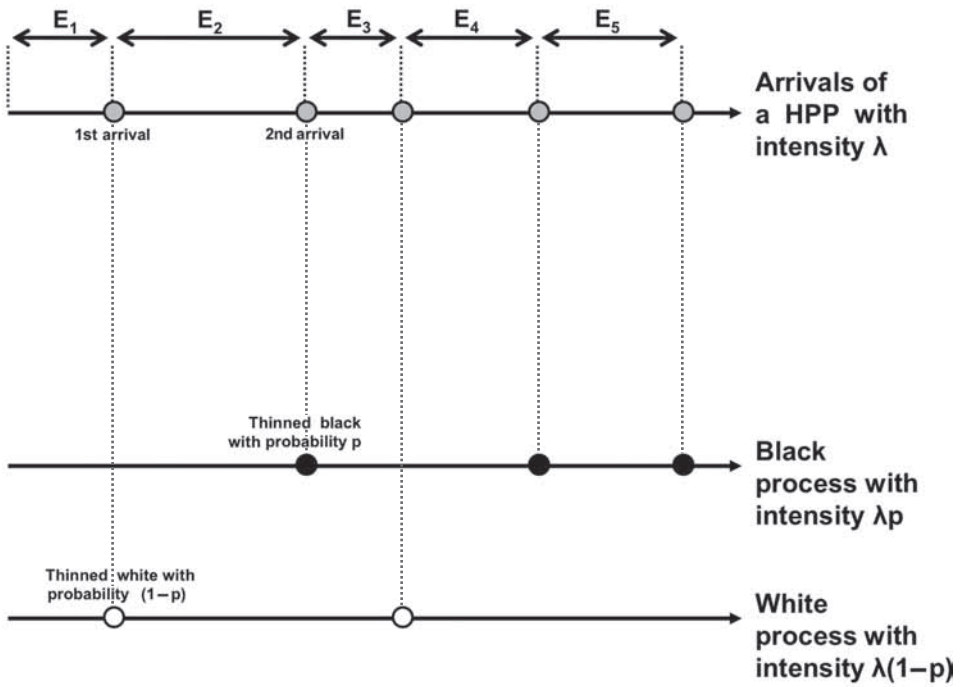 E₁ E₂ E₃ E₄ E₅
Arrivals of
a HPP with
intensity λ
1st arrival 2nd arrival
Thinned black
with probability p
Black
process with
intensity λp
Thinned white with
probability (1–p)
White
process with
intensity λ(1–p)